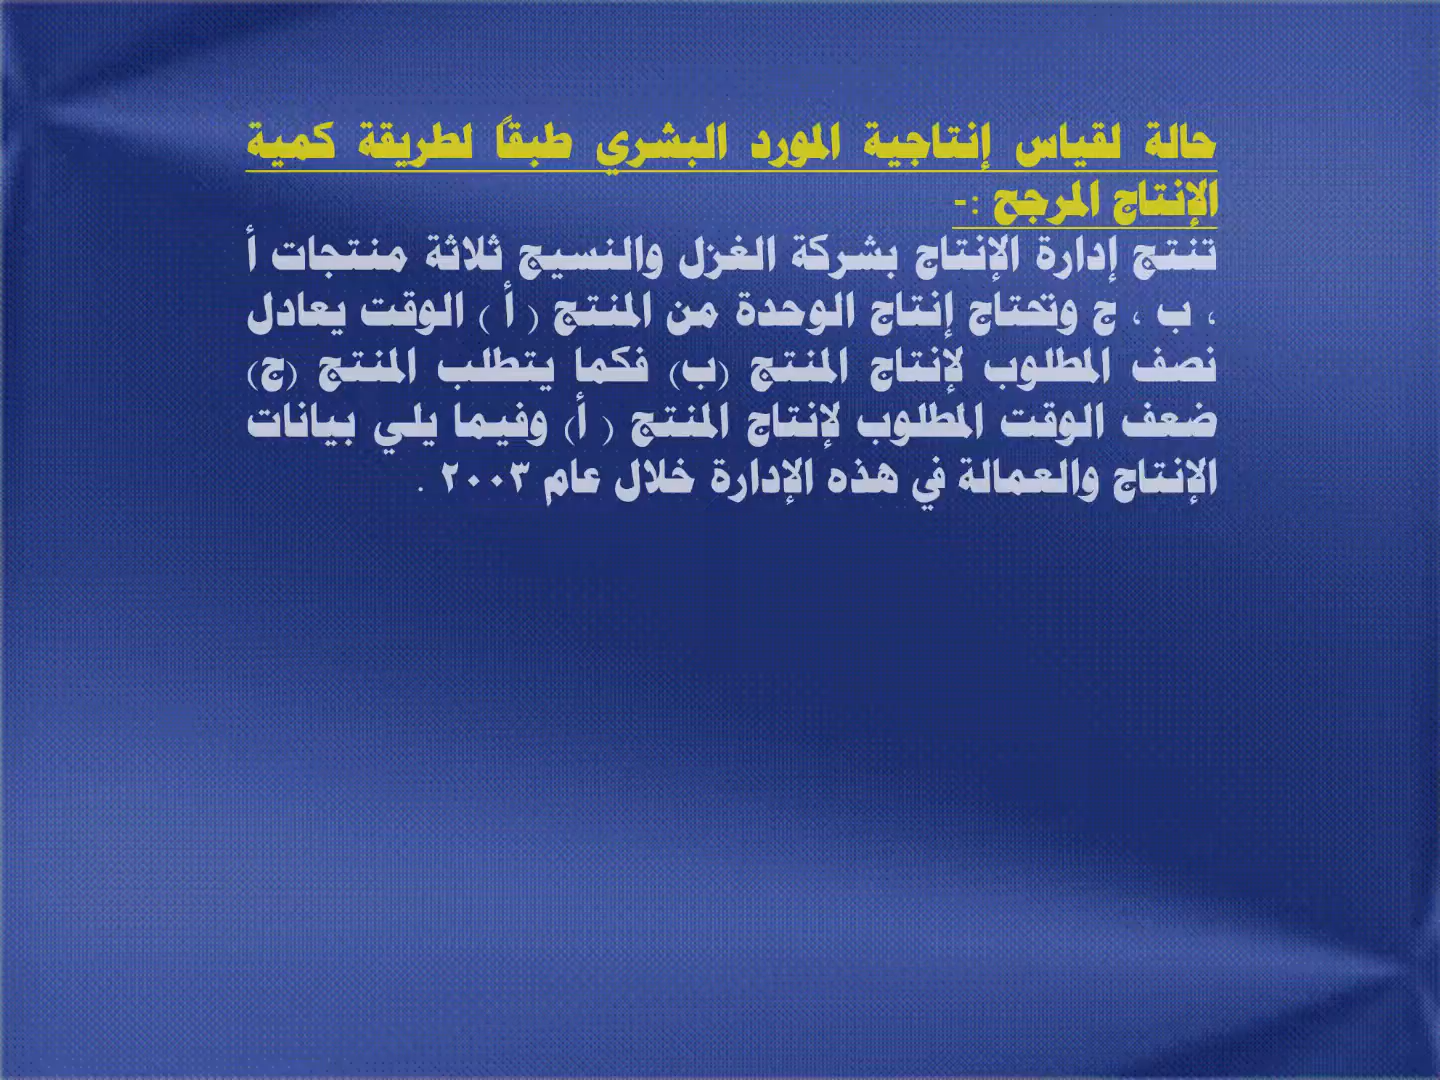 حالة لقياس إنتاجية المورد البشري طبقاً لطريقة كمية
الإنتاج المرجح :-
تنتج إدارة الإنتاج بشركة الغزل والنسيج ثلاثة منتجات أ
، ب ، ج وتحتاج إنتاج الوحدة من المنتج ( أ ) الوقت يعادل
نصف المطلوب لإنتاج المنتج (ب) فكما يتطلب المنتج (ج)
ضعف الوقت المطلوب لإنتاج المنتج ( أ) وفيما يلي بيانات
الإنتاج والعمالة في هذه الإدارة خلال عام ٢٠٠٣ .